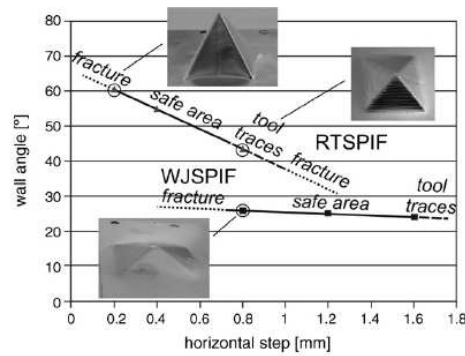 80
70
60
50
40
30
20
10
0
wall angle [°]
fracture
safe area
tool
traces
fracture
RTSPIF
WJSPIF
fracture
safe area
tool
traces
0 0.2 0.4 0.6 0.8 1 1.2 1.4 1.6 1.8
horizontal step [mm]